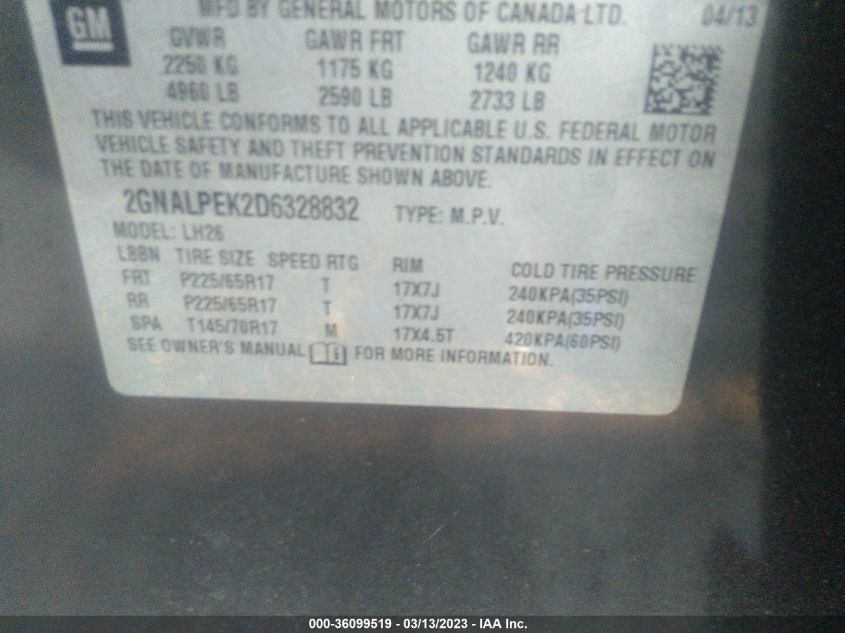 GM
MFD BY GENERAL MOTORS OF CANADA LTD. 04/13
GVWR GAWR FRT GAWR RR
2250 KG 1175 KG 1240 KG
4960 LB 2590 LB 2733 LB
THIS VEHICLE CONFORMS TO ALL APPLICABLE U.S. FEDERAL MOTOR
VEHICLE SAFETY AND THEFT PREVENTION STANDARDS IN EFFECT ON
THE DATE OF MANUFACTURE SHOWN ABOVE.
2GNALPEK2D6328832 TYPE: M.P.V.
MODEL: LH26
LBBN TIRE SIZE SPEED RTG RIM COLD TIRE PRESSURE
FRT P225/65R17 T 17X7J 240KPA(35PSI)
RR P225/65R17 T 17X7J 240KPA(35PSI)
SPA T145/70R17 M 17X4.5T 420KPA(60PSI)
SEE OWNER'S MANUAL FOR MORE INFORMATION.
000-36099519 - 03/13/2023 - IAA Inc.